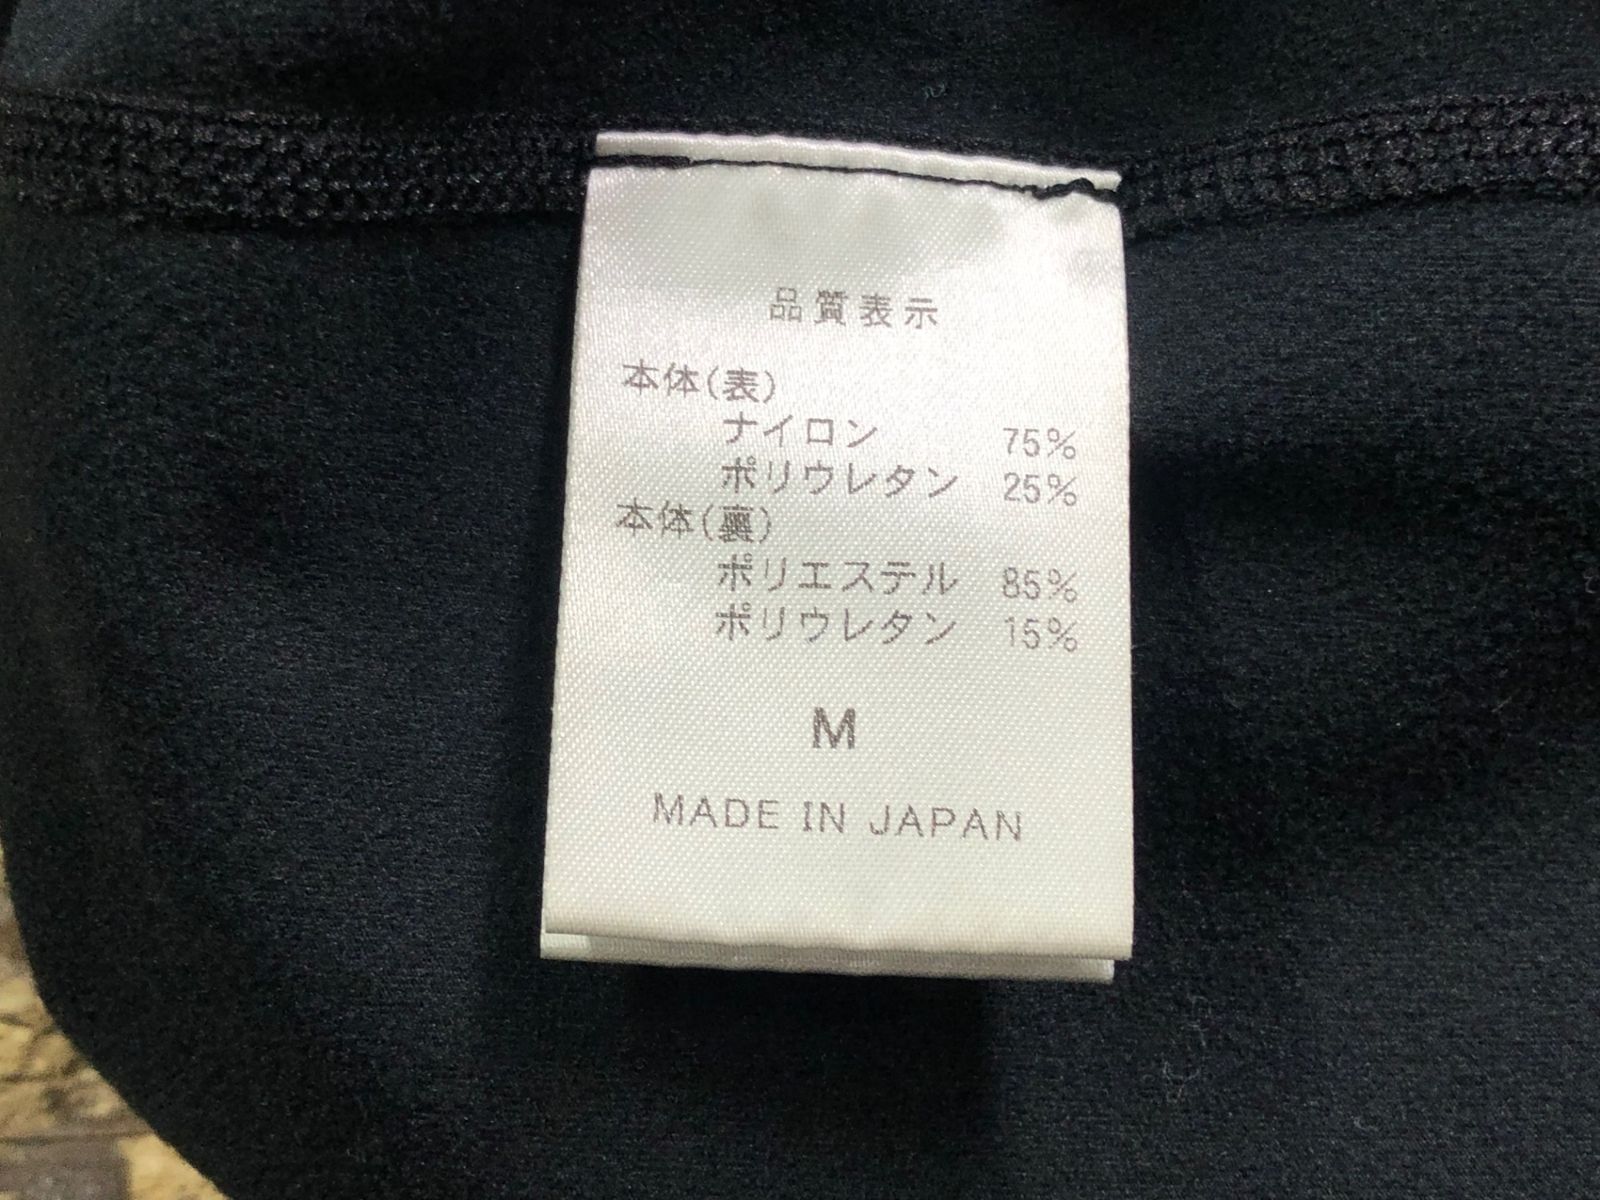 品質表示
本体(表)
ナイロン 75%
ポリウレタン 25%
本体(裏)
ポリエステル 85%
ポリウレタン 15%
M
MADE IN JAPAN